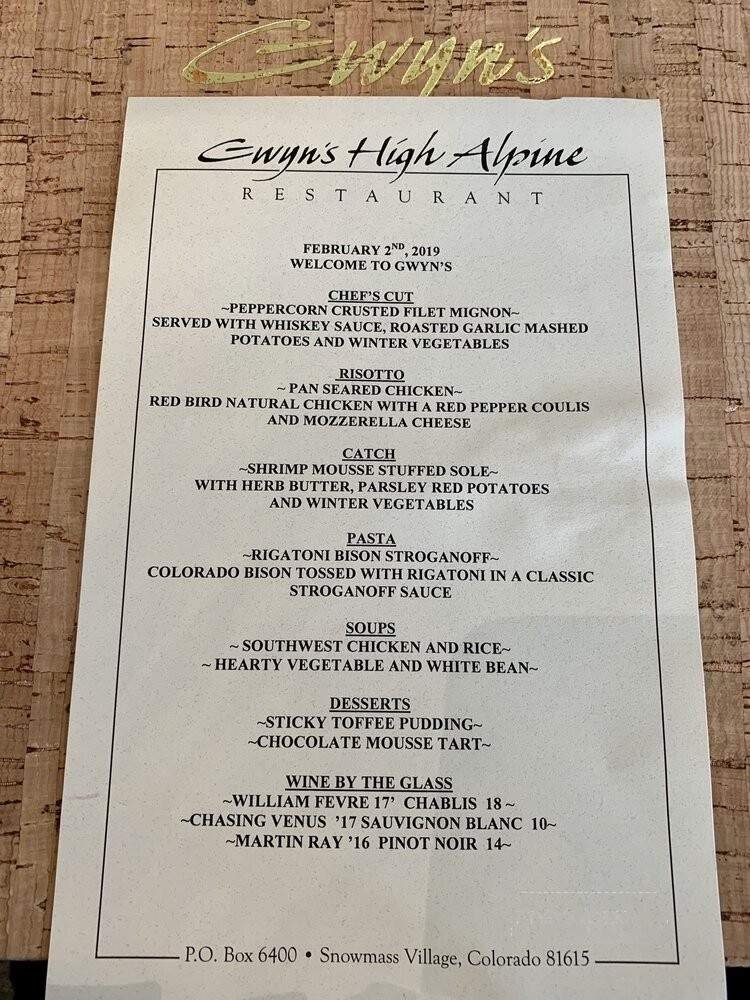 Gwyn's
Gwyn's High Alpine
RESTAURANT
FEBRUARY 2ND, 2019
WELCOME TO GWYN'S
CHEF'S CUT
~PEPPERCORN CRUSTED FILET MIGNON~
SERVED WITH WHISKEY SAUCE, ROASTED GARLIC MASHED
POTATOES AND WINTER VEGETABLES
RISOTTO
~ PAN SEARED CHICKEN~
RED BIRD NATURAL CHICKEN WITH A RED PEPPER COULIS
AND MOZZERELLA CHEESE
CATCH
~SHRIMP MOUSSE STUFFED SOLE~
WITH HERB BUTTER, PARSLEY RED POTATOES
AND WINTER VEGETABLES
PASTA
~RIGATONI BISON STROGANOFF~
COLORADO BISON TOSSED WITH RIGATONI IN A CLASSIC
STROGANOFF SAUCE
SOUPS
~ SOUTHWEST CHICKEN AND RICE~
~ HEARTY VEGETABLE AND WHITE BEAN~
DESSERTS
~STICKY TOFFEE PUDDING~
~CHOCOLATE MOUSSE TART~
WINE BY THE GLASS
~WILLIAM FEVRE 17' CHABLIS 18 ~
~CHASING VENUS '17 SAUVIGNON BLANC 10~
~MARTIN RAY '16 PINOT NOIR 14~
P.O. Box 6400 • Snowmass Village, Colorado 81615